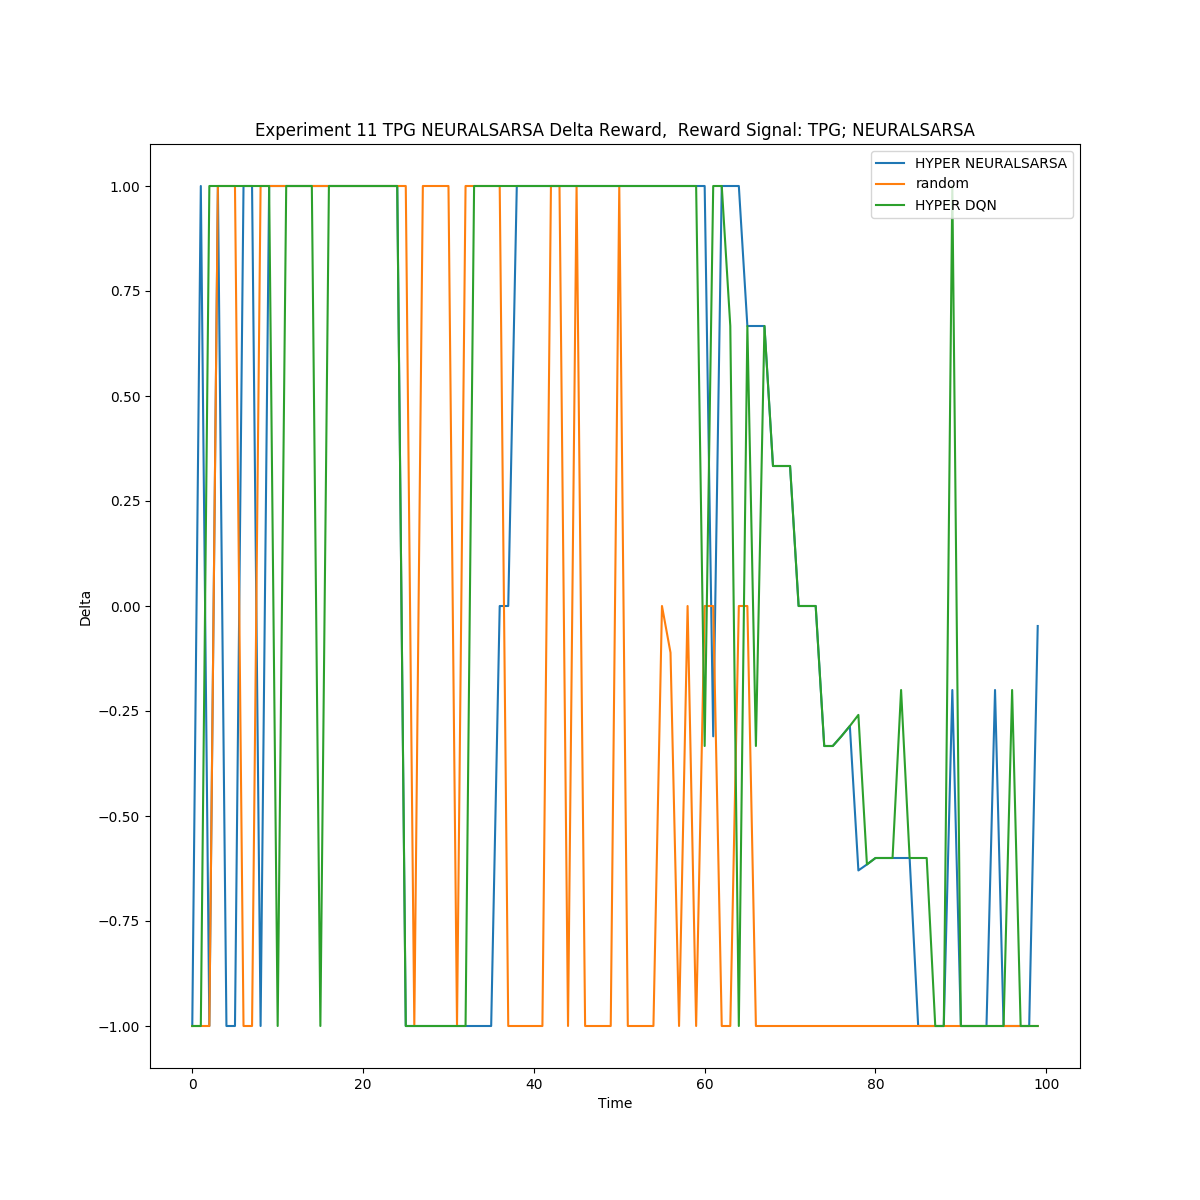 Experiment 11 TPG NEURALSARSA Delta Reward,  Reward Signal: TPG; NEURALSARSA
HYPER NEURALSARSA
random
HYPER DQN
1.00
0.75
0.50
0.25
0.00
−0.25
−0.50
−0.75
−1.00
Delta
0 20 40 60 80 100
Time